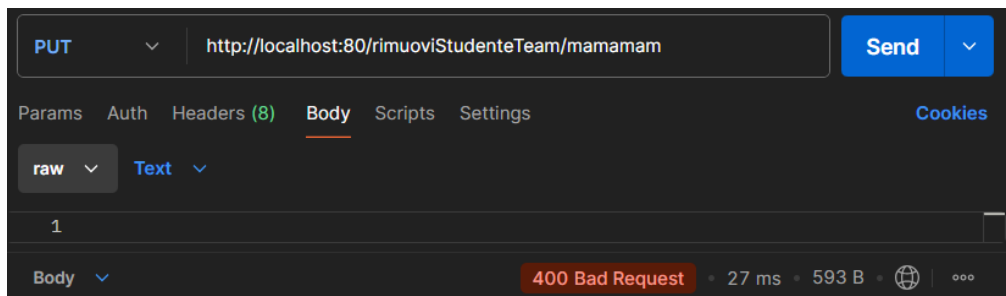 PUT http://localhost:80/rimuoviStudenteTeam/mamamam Send
Params Auth Headers (8) Body Scripts Settings Cookies
raw Text
1
Body 400 Bad Request • 27 ms • 593 B •